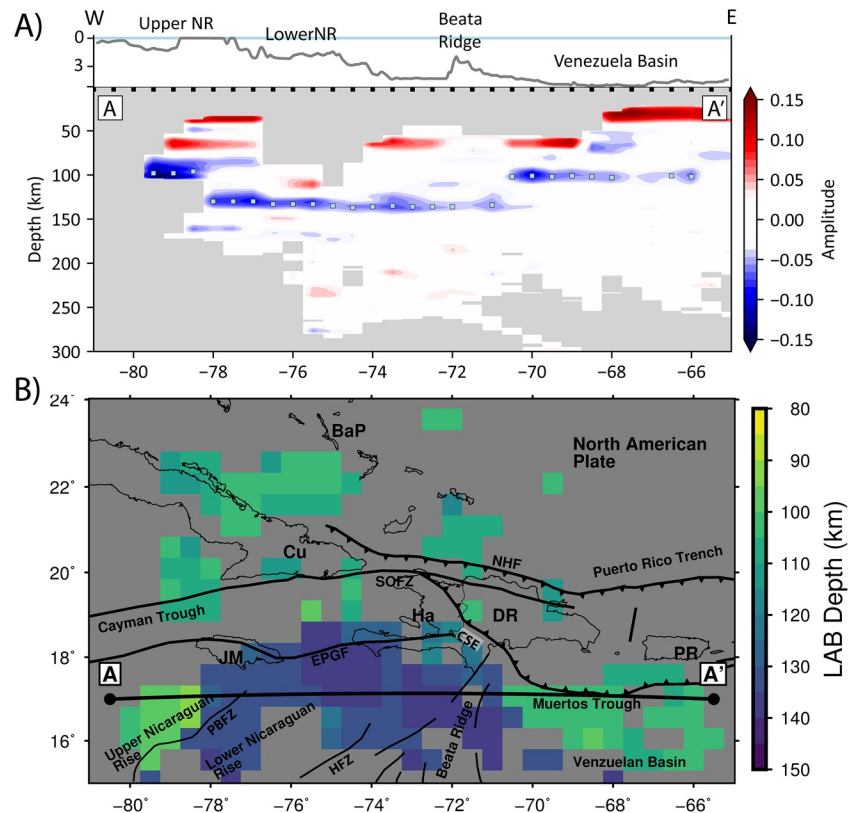 A)
W
Upper NR
LowerNR
Beata
Ridge
Venezuela Basin
E
0
3
A
A′
50
100
150
200
250
300
Depth (km)
−80
−78
−76
−74
−72
−70
−68
−66
0.15
0.10
0.05
0.00
−0.05
−0.10
−0.15
Amplitude
B)
24˚
22˚
20˚
18˚
16˚
BaP
North American
Plate
Cu
NHF
Puerto Rico Trench
SOFZ
Cayman Trough
Ha
DR
CSE
PR
JM
EPGF
A
A’
Muertos Trough
Upper Nicaraguan
Rise
PBFZ
Lower Nicaraguan
Rise
HFZ
Beata Ridge
Venzuelan Basin
−80˚
−78˚
−76˚
−74˚
−72˚
−70˚
−68˚
−66˚
80
90
100
110
120
130
140
150
LAB Depth (km)